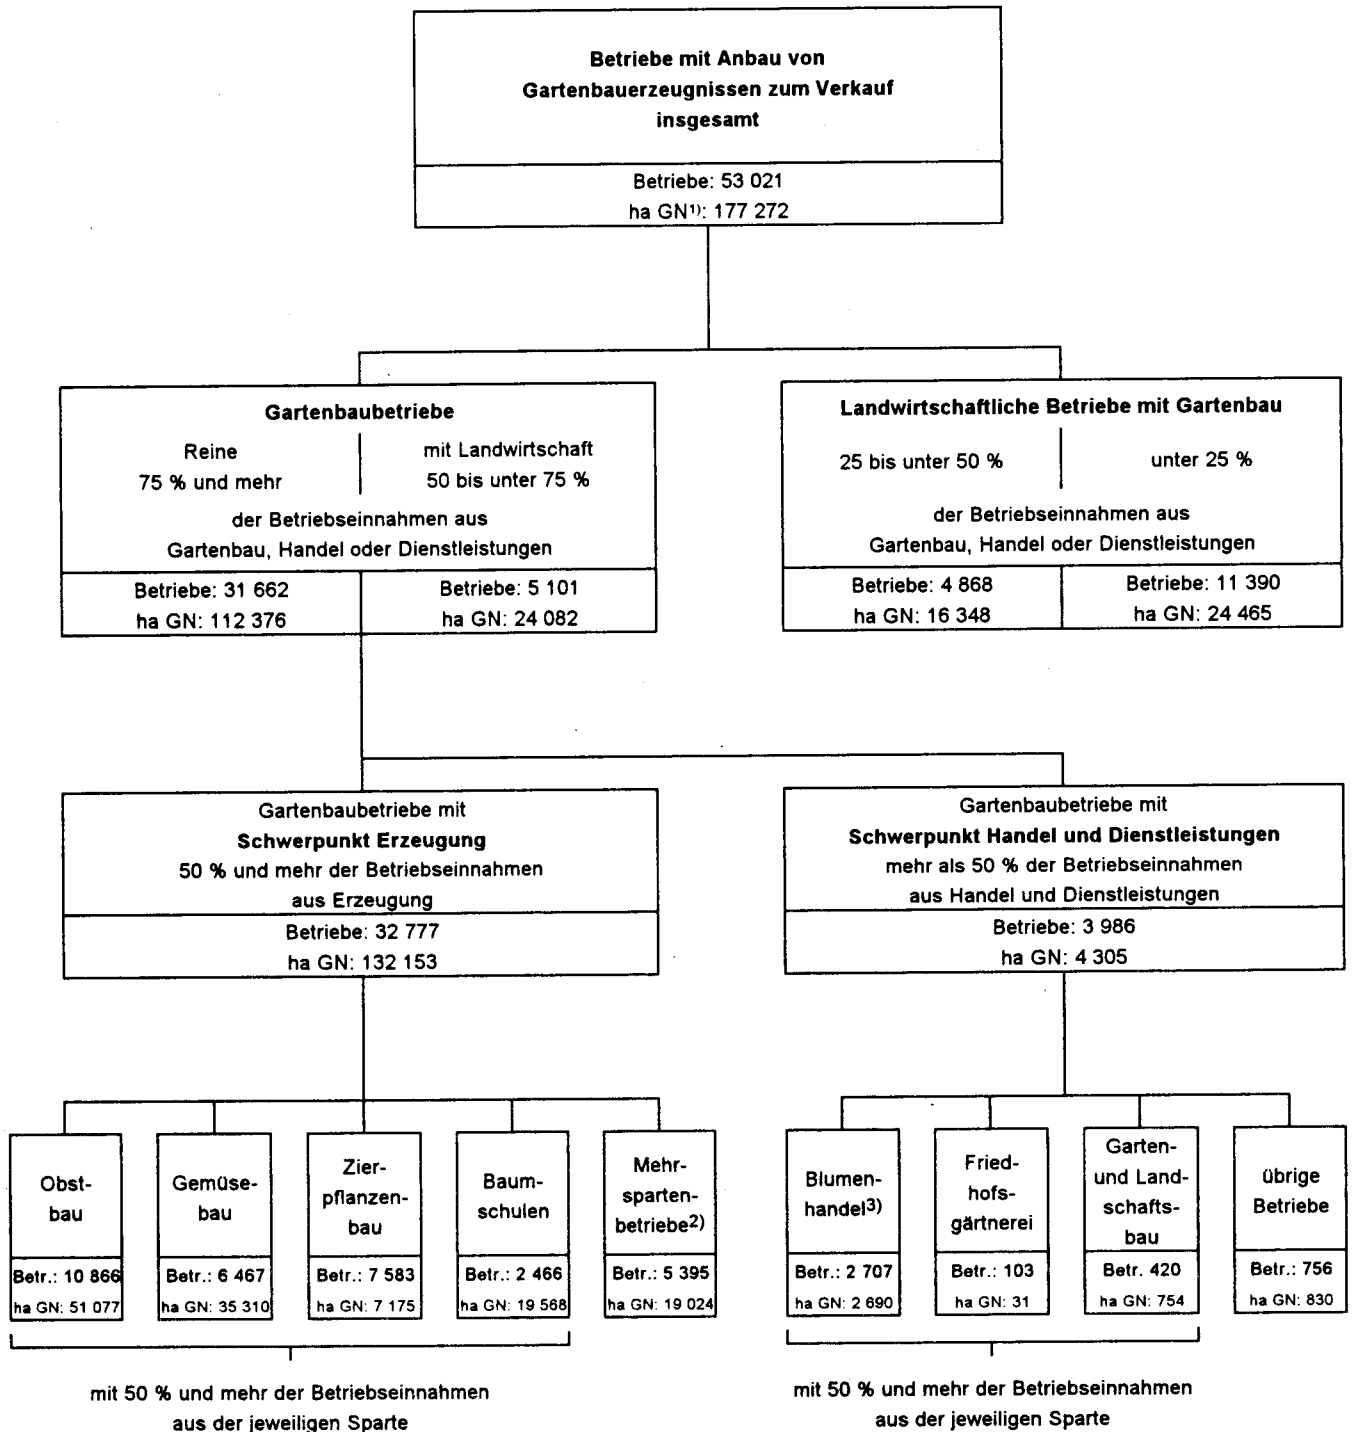 Betriebe mit Anbau von
Gartenbauerzeugnissen zum Verkauf
insgesamt
Betriebe: 53 021
ha GN1): 177 272
Gartenbaubetriebe
Reine
75 % und mehr
mit Landwirtschaft
50 bis unter 75 %
der Betriebseinnahmen aus
Gartenbau, Handel oder Dienstleistungen
Betriebe: 31 662
ha GN: 112 376
Betriebe: 5 101
ha GN: 24 082
Landwirtschaftliche Betriebe mit Gartenbau
25 bis unter 50 %
unter 25 %
der Betriebseinnahmen aus
Gartenbau, Handel oder Dienstleistungen
Betriebe: 4 868
ha GN: 16 348
Betriebe: 11 390
ha GN: 24 465
Gartenbaubetriebe mit
Schwerpunkt Erzeugung
50 % und mehr der Betriebseinnahmen
aus Erzeugung
Betriebe: 32 777
ha GN: 132 153
Gartenbaubetriebe mit
Schwerpunkt Handel und Dienstleistungen
mehr als 50 % der Betriebseinnahmen
aus Handel und Dienstleistungen
Betriebe: 3 986
ha GN: 4 305
Obst-
bau
Betr.: 10 866
ha GN: 51 077
Gemüse-
bau
Betr.: 6 467
ha GN: 35 310
Zier-
pflanzen-
bau
Betr.: 7 583
ha GN: 7 175
Baum-
schulen
Betr.: 2 466
ha GN: 19 568
Mehr-
sparten-
betriebe2)
Betr.: 5 395
ha GN: 19 024
mit 50 % und mehr der Betriebseinnahmen
aus der jeweiligen Sparte
Blumen-
handel3)
Betr.: 2 707
ha GN: 2 690
Fried-
hofs-
gärtnerei
Betr.: 103
ha GN: 31
Garten-
und Land-
schafts-
bau
Betr. 420
ha GN: 754
übrige
Betriebe
Betr.: 756
ha GN: 830
mit 50 % und mehr der Betriebseinnahmen
aus der jeweiligen Sparte